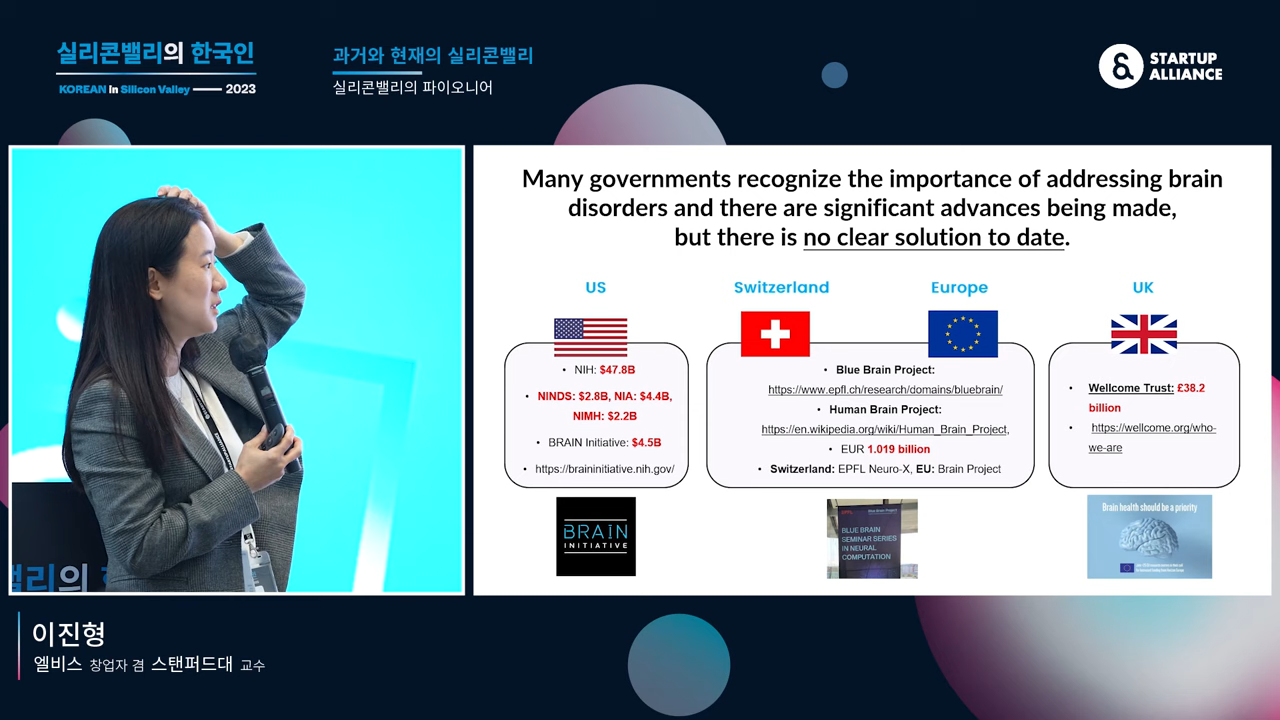 실리콘밸리의 한국인
KOREAN in Silicon Valley 2023
과거와 현재의 실리콘밸리
실리콘밸리의 파이오니어
STARTUP
ALLIANCE
Many governments recognize the importance of addressing brain
disorders and there are significant advances being made,
but there is no clear solution to date.
US
Switzerland
Europe
UK
• NIH: $47.8B
• NINDS: $2.8B, NIA: $4.4B,
NIMH: $2.2B
• BRAIN Initiative: $4.5B
• https://braininitiative.nih.gov/
• Blue Brain Project:
https://www.epfl.ch/research/domains/bluebrain/
• Human Brain Project:
https://en.wikipedia.org/wiki/Human_Brain_Project,
• EUR 1.019 billion
• Switzerland: EPFL Neuro-X, EU: Brain Project
• Wellcome Trust: £38.2
billion
• https://wellcome.org/who-
we-are
BRAIN
INITIATIVE
Blue Brain Project
BLUE BRAIN
SEMINAR SERIES
IN NEURAL
COMPUTATION
Brain health should be a priority
밸리의
이진형
엘비스 창업자 겸 스탠퍼드대 교수